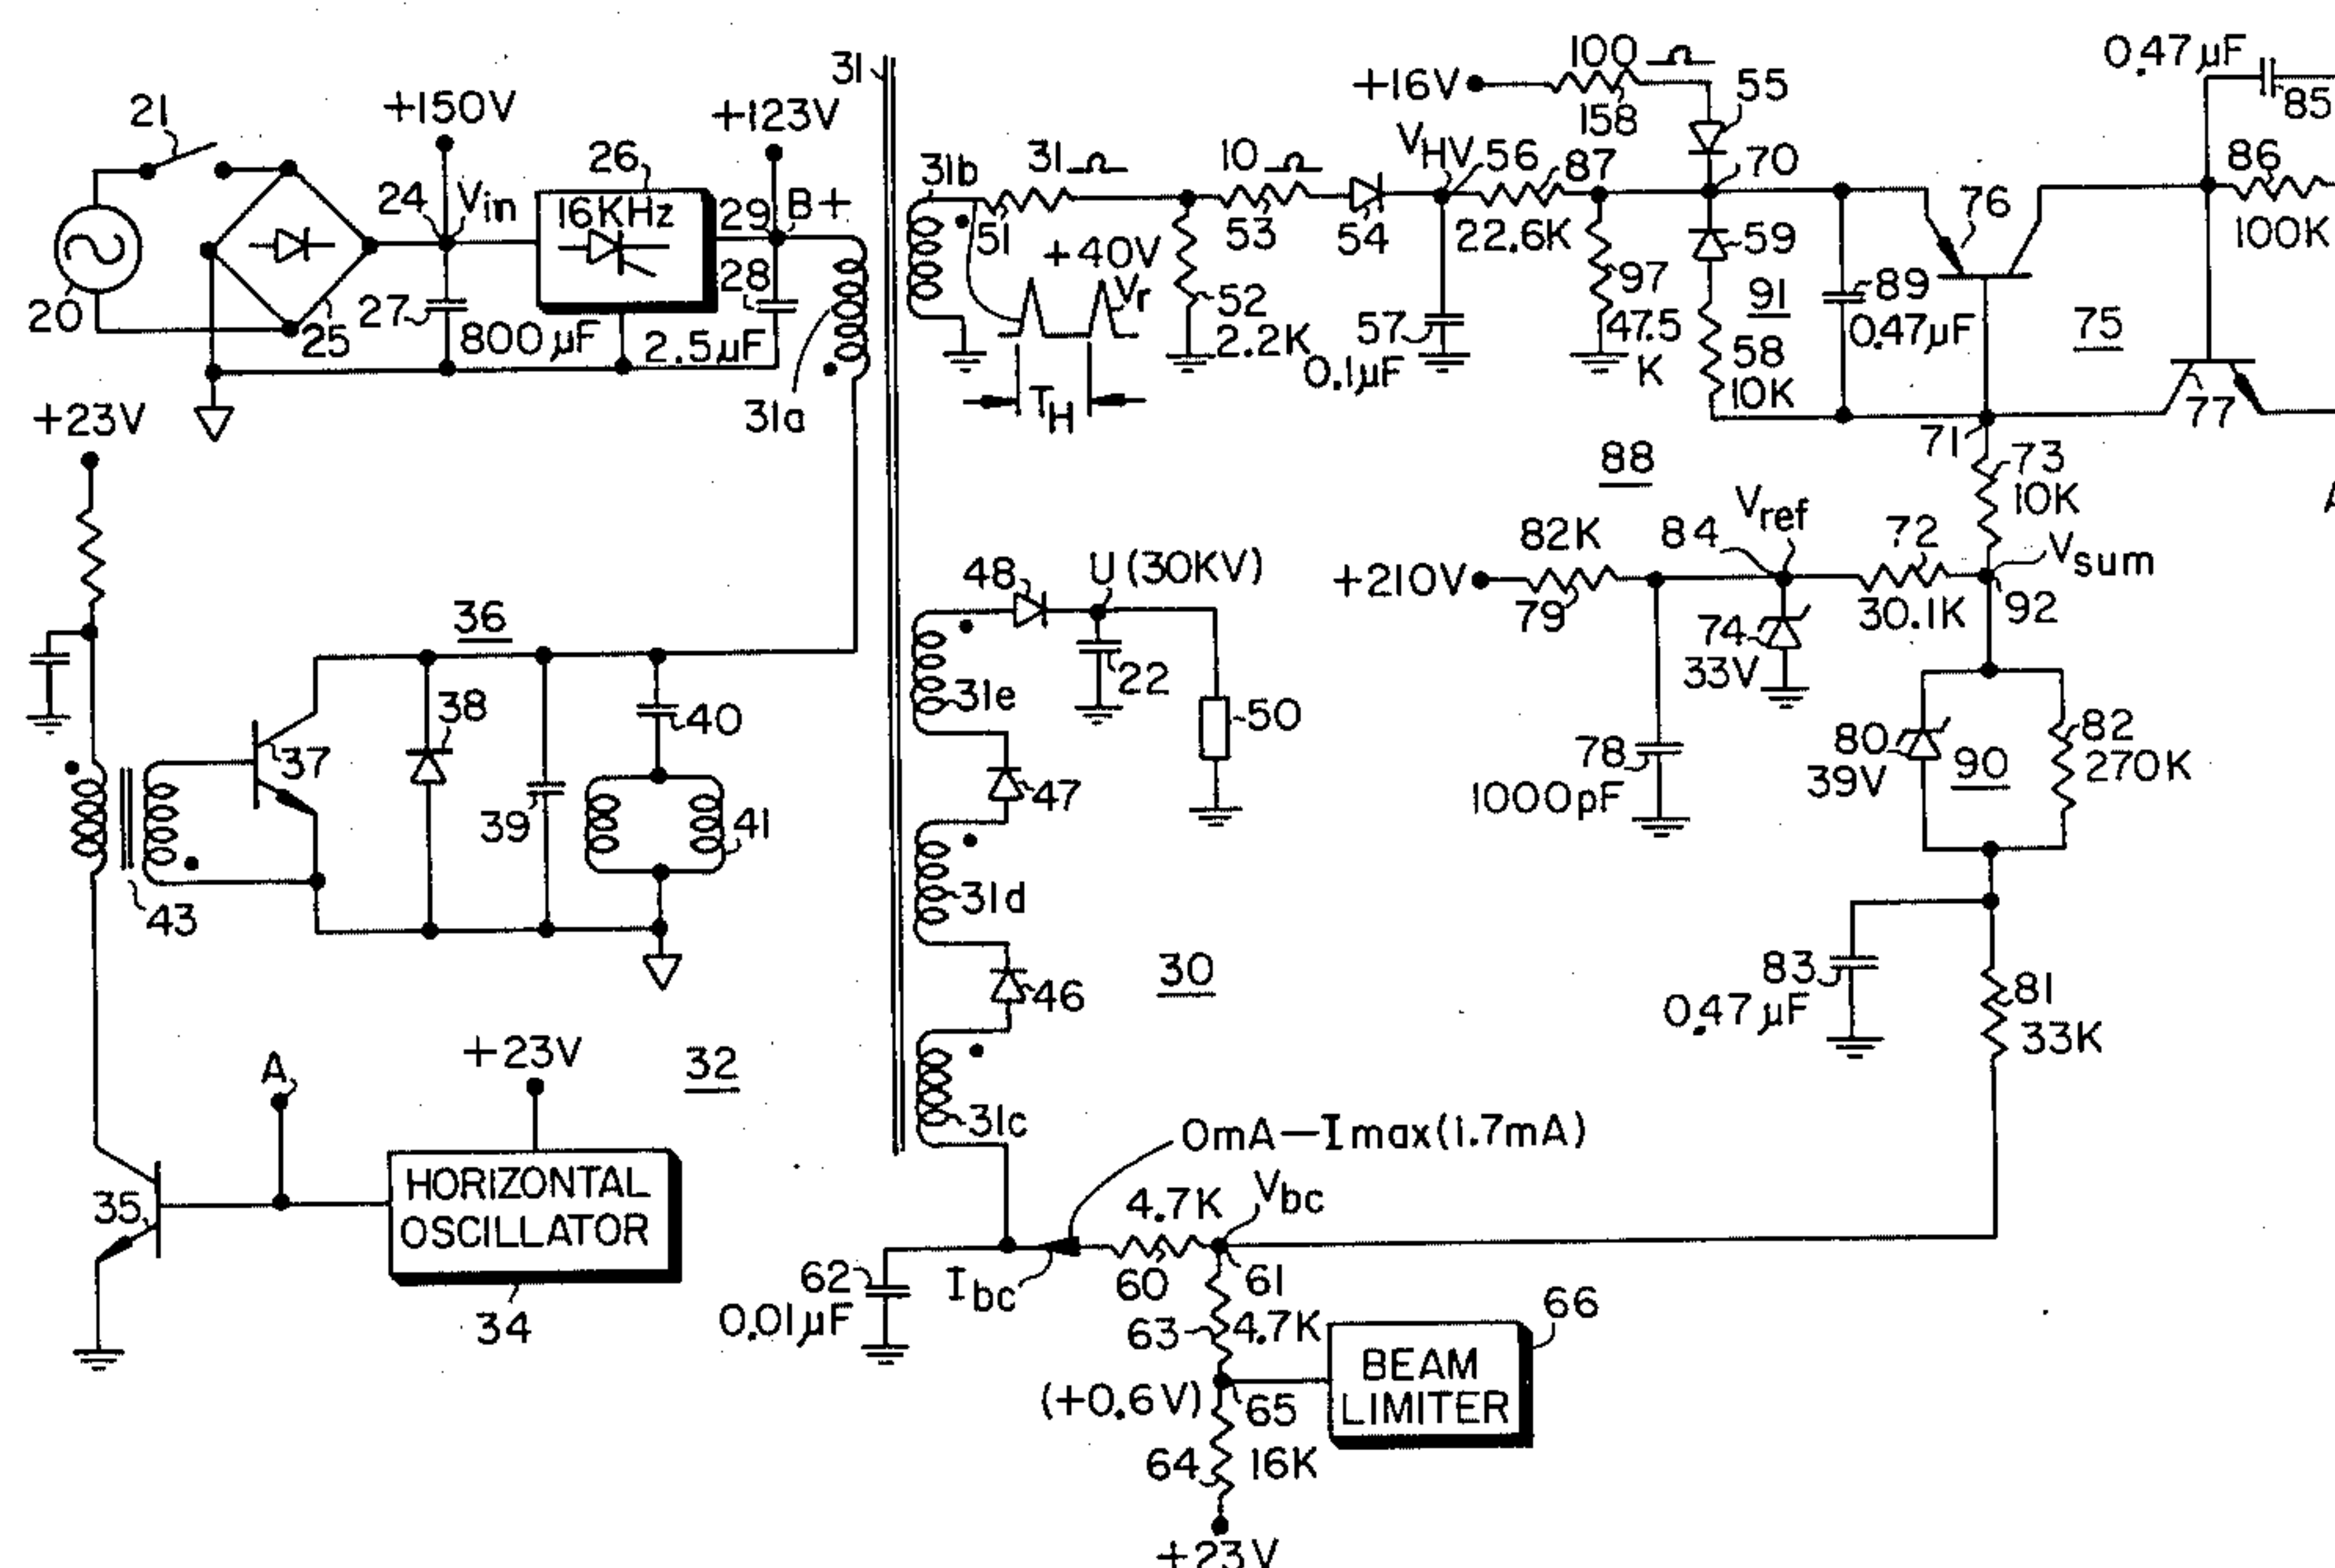 21
20
25
+150V
24
Vin
27
800 µF
26
16KHz
+123V
29
B+
28
2.5µF
31
31a
31b
31Ω
51
+40V
Vr
TH
10Ω
53
52
2.2K
54
VHV
56
57
0.1µF
87
22.6K
+16V
100Ω
158
55
70
97
47.5
K
59
91
58
10K
89
0.47µF
76
0.47µF
85
86
100K
75
77
71
73
10K
88
+23V
36
37
38
39
40
41
43
48
U (30KV)
22
50
31e
47
31d
46
31c
30
+210V
82K
79
84
Vref
72
30.1K
Vsum
92
74
33V
78
1000pF
80
39V
90
82
270K
83
0.47µF
81
33K
A
A
+23V
32
35
HORIZONTAL
OSCILLATOR
34
0mA—Imax(1.7mA)
4.7K
Vbc
62
0.01µF
Ibc
60
61
63
4.7K
66
BEAM
LIMITER
(+0.6V)
65
64
16K
+23V